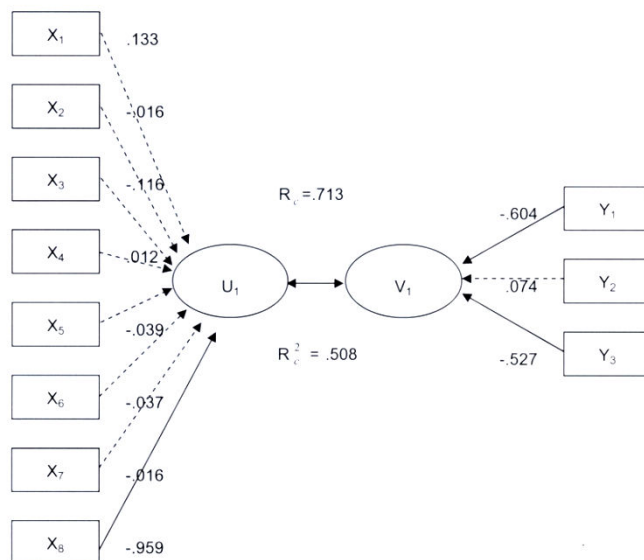 X₁ .133
X₂ -.016
X₃ -.116
X₄ .012
X₅ -.039
X₆ -.037
X₇ -.016
X₈ -.959
R c =.713
U₁
V₁
R²c = .508
-.604 Y₁
.074 Y₂
-.527 Y₃